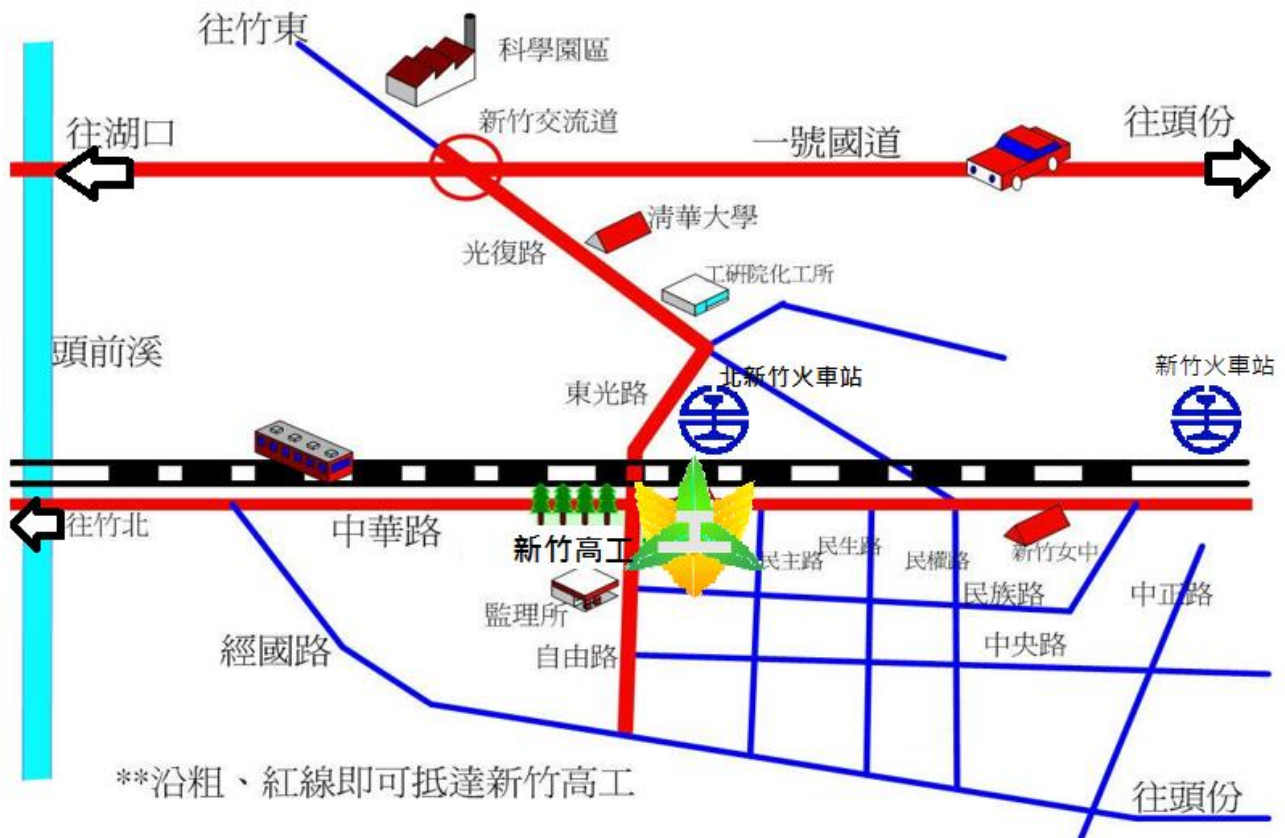 往竹東
科學園區
新竹交流道
往湖口
一號國道
往頭份
清華大學
光復路
工研院化工所
頭前溪
北新竹火車站
新竹火車站
東光路
往竹北
中華路
新竹高工
民主路
民生路
民權路
新竹女中
監理所
民族路
中正路
經國路
自由路
中央路
**沿粗、紅線即可抵達新竹高工
往頭份